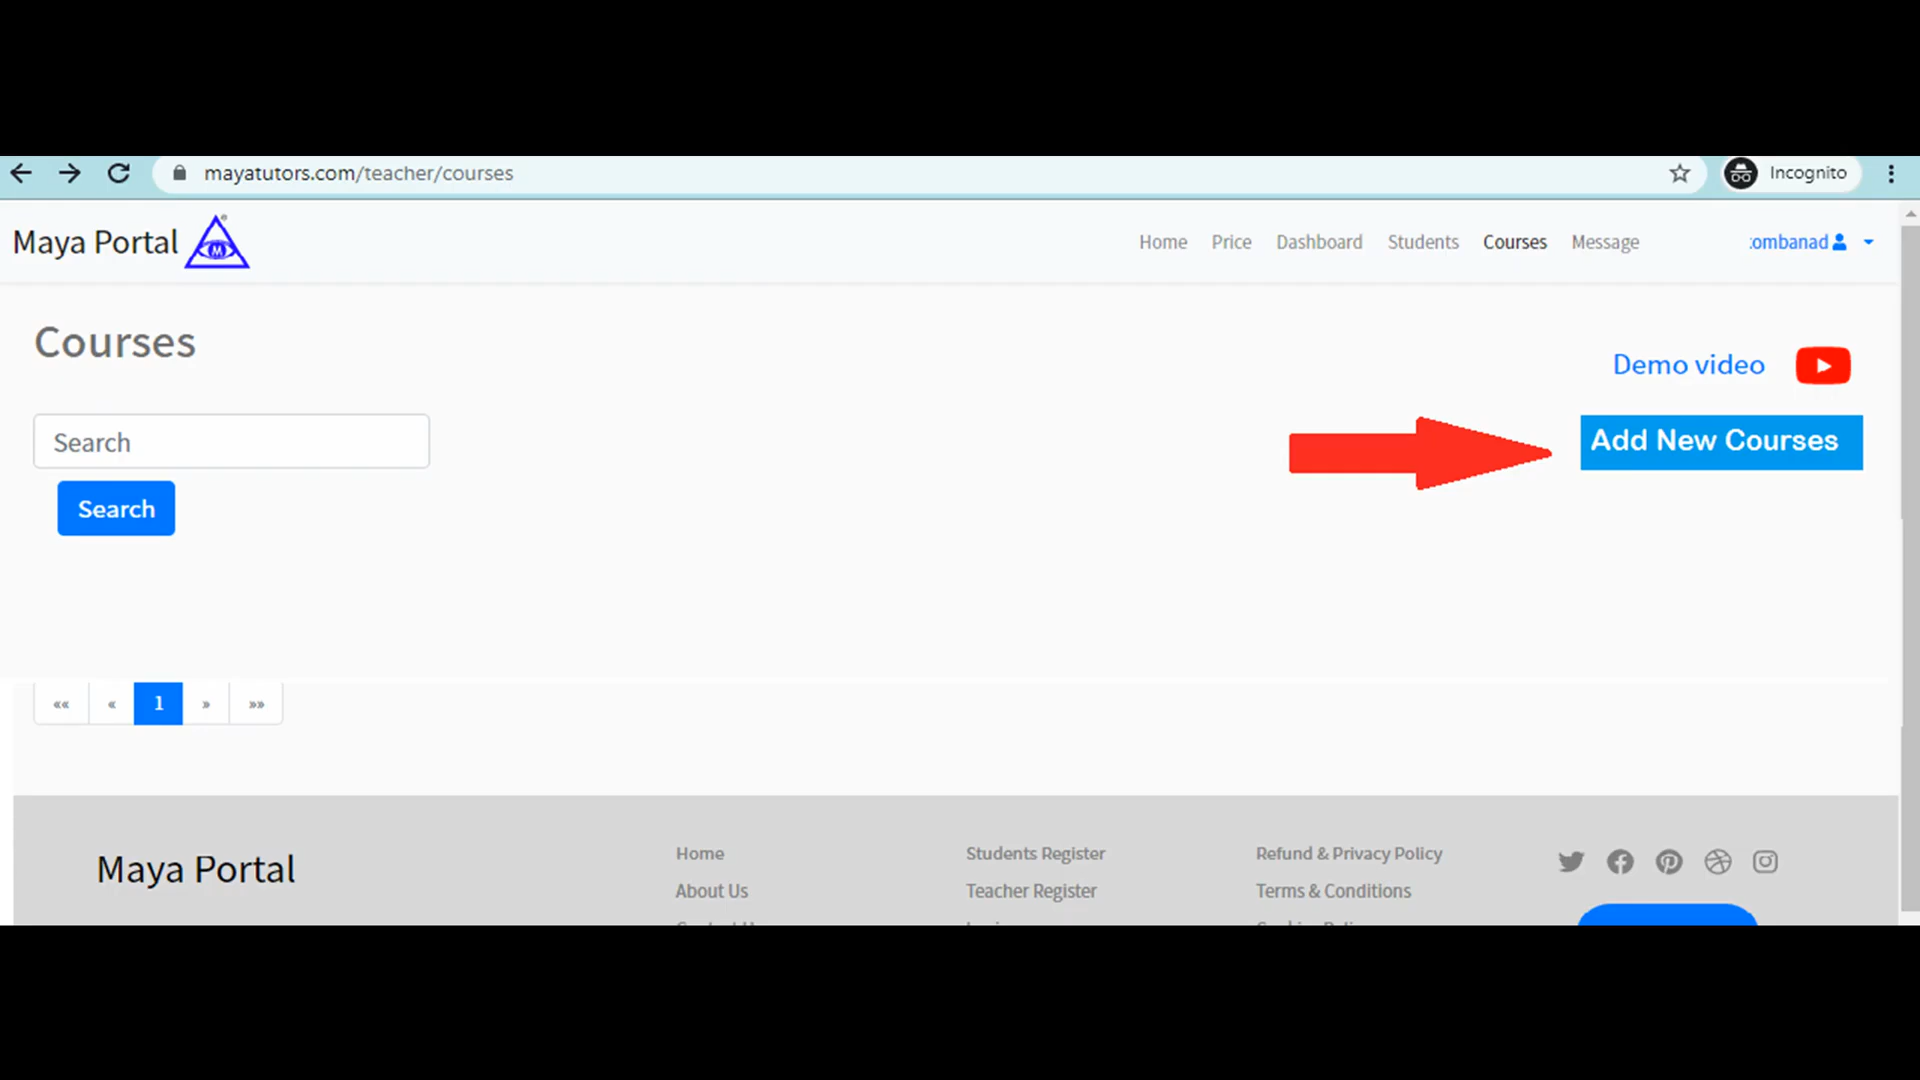 mayatutors.com/teacher/courses
Incognito
Maya Portal
M
Home Price Dashboard Students Courses Message
Courses
Demo video
Search
Add New Courses
Search
«« « 1 » »»
Maya Portal
Home
Students Register
Refund & Privacy Policy
About Us
Teacher Register
Terms & Conditions